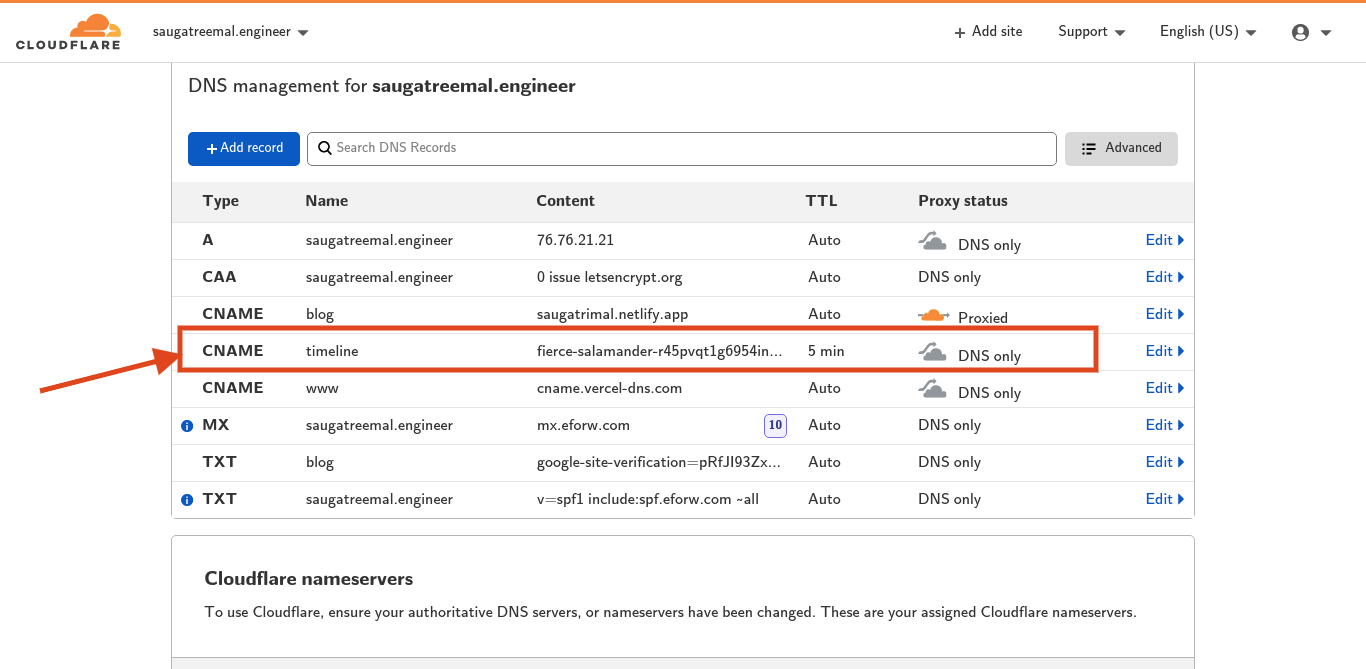 CLOUDFLARE saugatreemal.engineer + Add site Support English (US)
DNS management for saugatreemal.engineer
+ Add record Search DNS Records Advanced
Type Name Content TTL Proxy status
A saugatreemal.engineer 76.76.21.21 Auto DNS only Edit
CAA saugatreemal.engineer 0 issue letsencrypt.org Auto DNS only Edit
CNAME blog saugatrimal.netlify.app Auto Proxied Edit
CNAME timeline fierce-salamander-r45pvqt1g6954in... 5 min DNS only Edit
CNAME www cname.vercel-dns.com Auto DNS only Edit
MX saugatreemal.engineer mx.eforw.com 10 Auto DNS only Edit
TXT blog google-site-verification=pRfJI93Zx... Auto DNS only Edit
TXT saugatreemal.engineer v=spf1 include:spf.eforw.com ~all Auto DNS only Edit
Cloudflare nameservers
To use Cloudflare, ensure your authoritative DNS servers, or nameservers have been changed. These are your assigned Cloudflare nameservers.